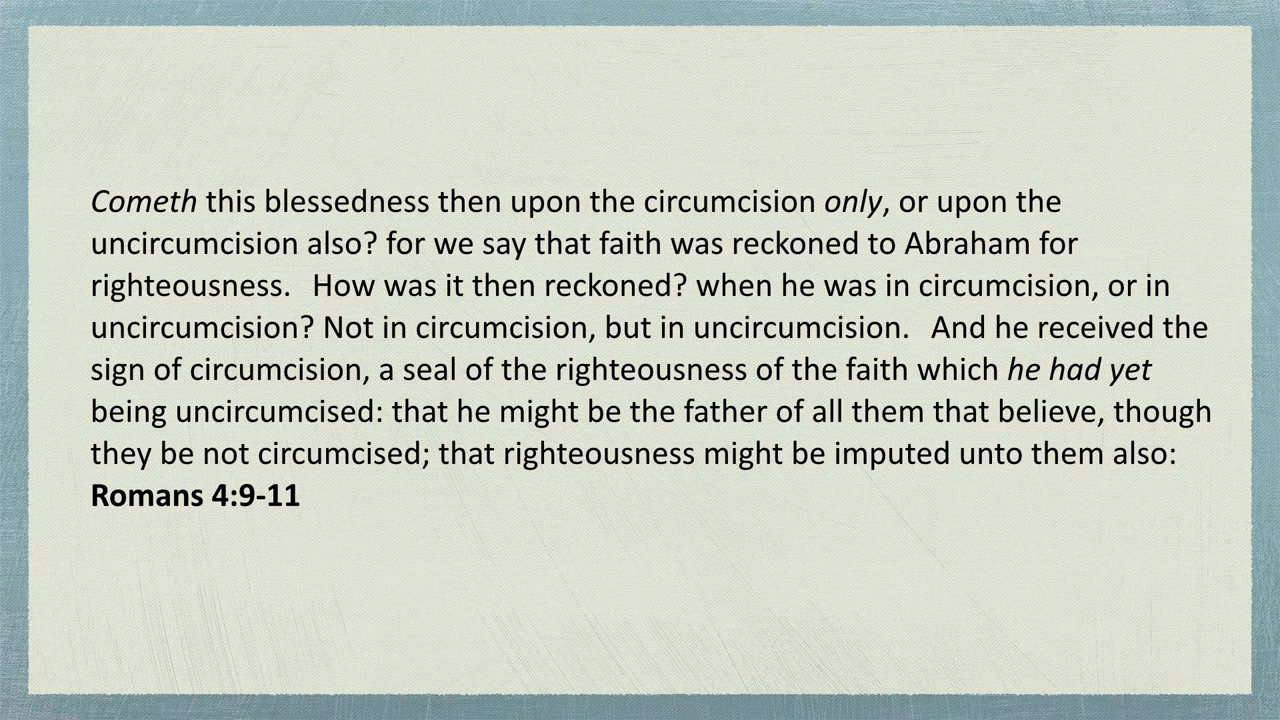 Cometh this blessedness then upon the circumcision only, or upon the
uncircumcision also? for we say that faith was reckoned to Abraham for
righteousness.   How was it then reckoned? when he was in circumcision, or in
uncircumcision? Not in circumcision, but in uncircumcision.   And he received the
sign of circumcision, a seal of the righteousness of the faith which he had yet
being uncircumcised: that he might be the father of all them that believe, though
they be not circumcised; that righteousness might be imputed unto them also:
Romans 4:9-11